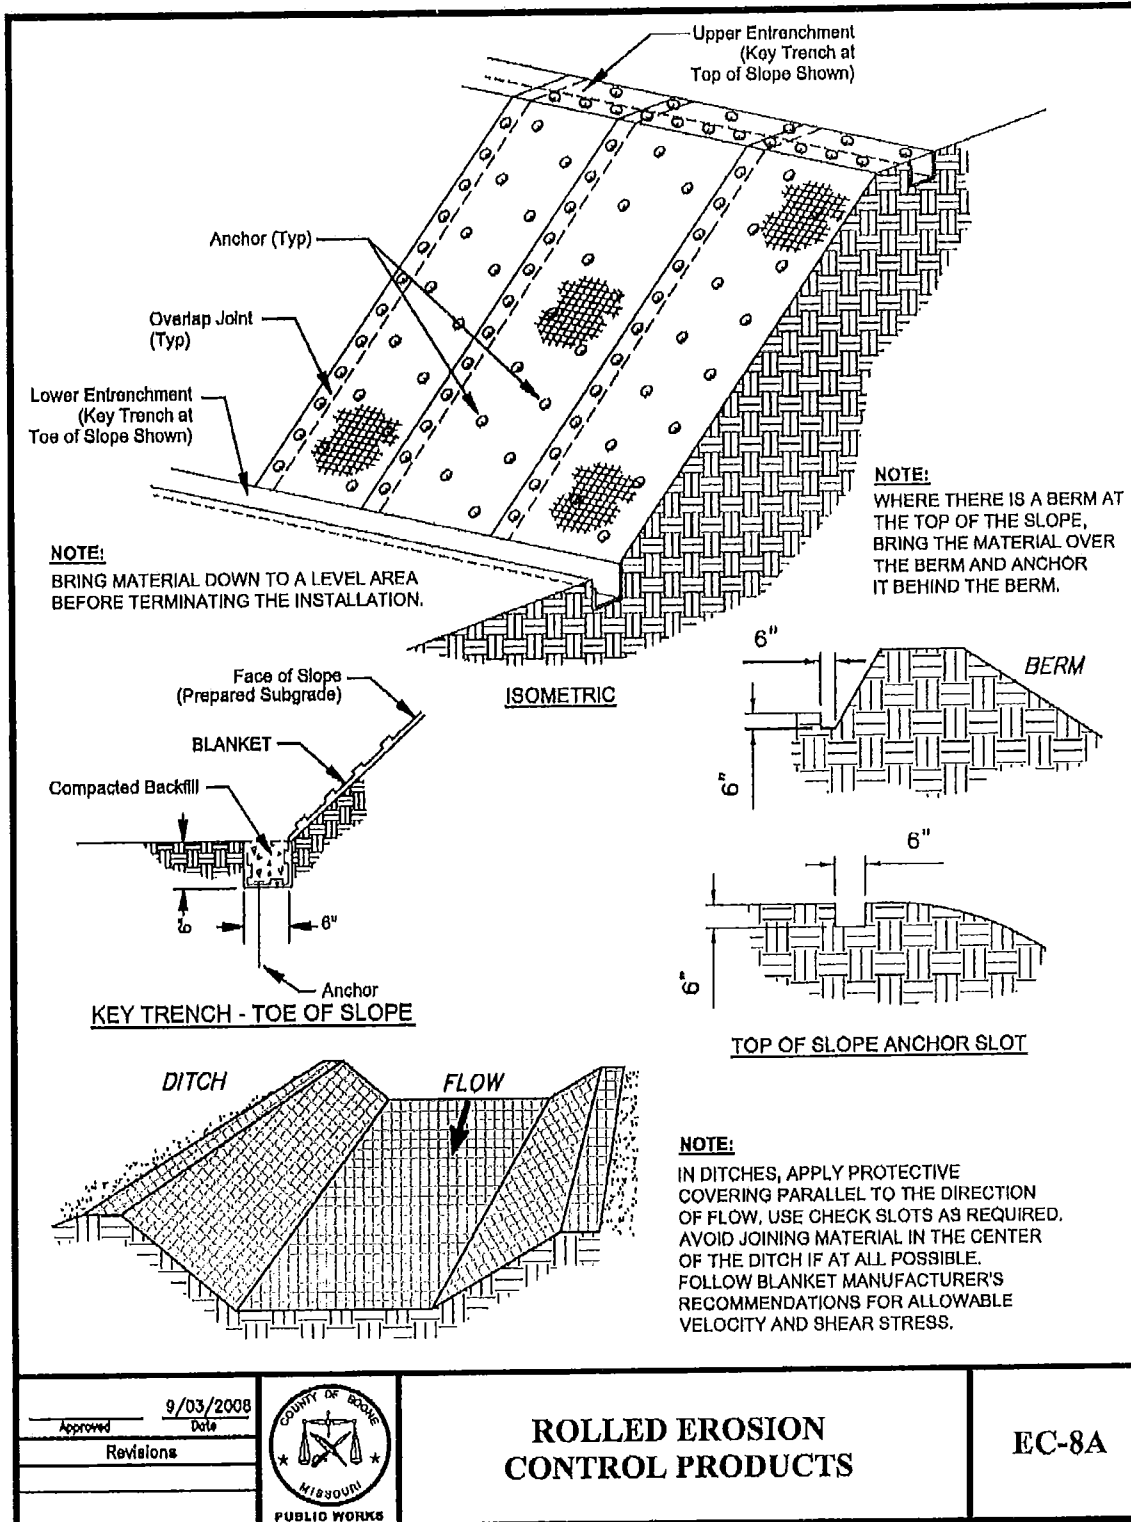 Upper Entrenchment
(Key Trench at
Top of Slope Shown)
Anchor (Typ)
Overlap Joint
(Typ)
Lower Entrenchment
(Key Trench at
Toe of Slope Shown)
NOTE:
BRING MATERIAL DOWN TO A LEVEL AREA
BEFORE TERMINATING THE INSTALLATION.
NOTE:
WHERE THERE IS A BERM AT
THE TOP OF THE SLOPE,
BRING THE MATERIAL OVER
THE BERM AND ANCHOR
IT BEHIND THE BERM.
ISOMETRIC
6"
BERM
6"
Face of Slope
(Prepared Subgrade)
BLANKET
Compacted Backfill
6"
6"
Anchor
KEY TRENCH - TOE OF SLOPE
6"
6"
TOP OF SLOPE ANCHOR SLOT
DITCH
FLOW
NOTE:
IN DITCHES, APPLY PROTECTIVE
COVERING PARALLEL TO THE DIRECTION
OF FLOW. USE CHECK SLOTS AS REQUIRED.
AVOID JOINING MATERIAL IN THE CENTER
OF THE DITCH IF AT ALL POSSIBLE.
FOLLOW BLANKET MANUFACTURER'S
RECOMMENDATIONS FOR ALLOWABLE
VELOCITY AND SHEAR STRESS.
9/03/2008
Approved Date
Revisions
COUNTY OF BOONE
MISSOURI
PUBLIC WORKS
ROLLED EROSION
CONTROL PRODUCTS
EC-8A